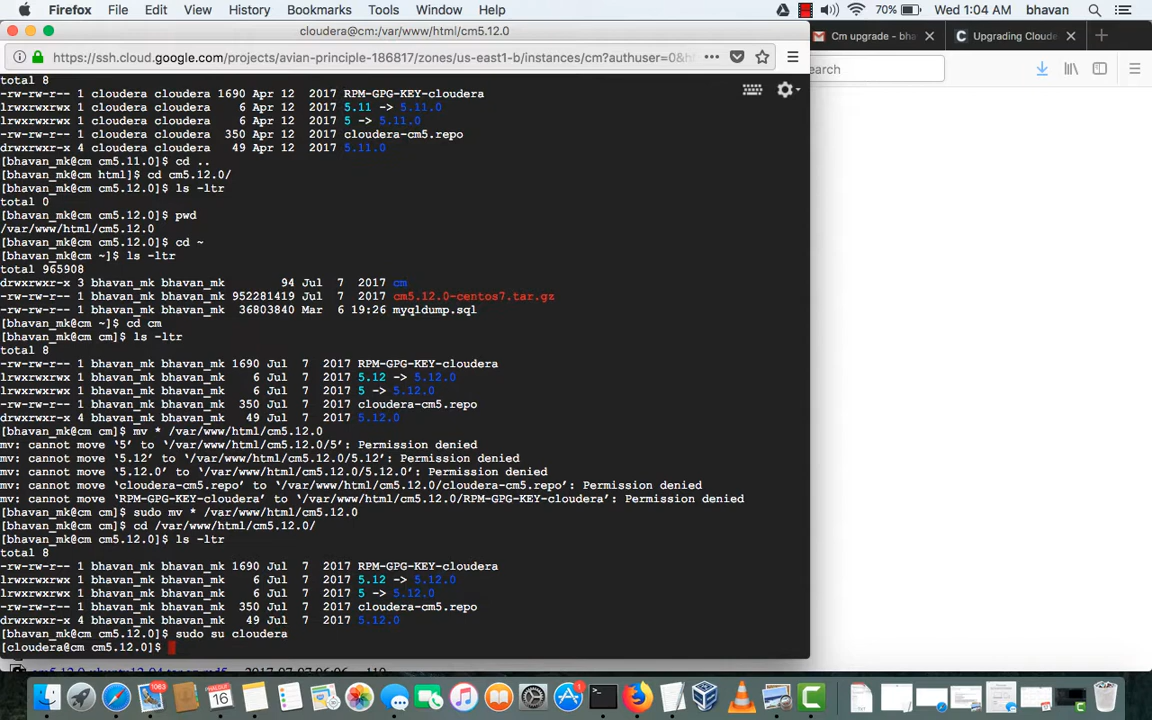 Firefox File Edit View History Bookmarks Tools Window Help 70% Wed 1:04 AM bhavan
cloudera@cm:/var/www/html/cm5.12.0
Cm upgrade - b
Upgrading Cloude
https://ssh.cloud.google.com/projects/avian-principle-186817/zones/us-east1-b/instances/cm?authuser=0&h
earch
total 8
-rw-rw-r-- 1 cloudera cloudera 1690 Apr 12  2017 RPM-GPG-KEY-cloudera
lrwxrwxrwx 1 cloudera cloudera    6 Apr 12  2017 5.11 -> 5.11.0
lrwxrwxrwx 1 cloudera cloudera    6 Apr 12  2017 5 -> 5.11.0
-rw-rw-r-- 1 cloudera cloudera  350 Apr 12  2017 cloudera-cm5.repo
drwxrwxr-x 4 cloudera cloudera   49 Apr 12  2017 5.11.0
[bhavan_mk@cm cm5.11.0]$ cd ..
[bhavan_mk@cm html]$ cd cm5.12.0/
[bhavan_mk@cm cm5.12.0]$ ls -ltr
total 0
[bhavan_mk@cm cm5.12.0]$ pwd
/var/www/html/cm5.12.0
[bhavan_mk@cm cm5.12.0]$ cd ~
[bhavan_mk@cm ~]$ ls -ltr
total 965908
drwxrwxr-x 3 bhavan_mk bhavan_mk        94 Jul  7  2017 cm
-rw-rw-r-- 1 bhavan_mk bhavan_mk 952281419 Jul  7  2017 cm5.12.0-centos7.tar.gz
-rw-rw-r-- 1 bhavan_mk bhavan_mk  36803840 Mar  6 19:26 myqldump.sql
[bhavan_mk@cm ~]$ cd cm
[bhavan_mk@cm cm]$ ls -ltr
total 8
-rw-rw-r-- 1 bhavan_mk bhavan_mk 1690 Jul  7  2017 RPM-GPG-KEY-cloudera
lrwxrwxrwx 1 bhavan_mk bhavan_mk    6 Jul  7  2017 5.12 -> 5.12.0
lrwxrwxrwx 1 bhavan_mk bhavan_mk    6 Jul  7  2017 5 -> 5.12.0
-rw-rw-r-- 1 bhavan_mk bhavan_mk  350 Jul  7  2017 cloudera-cm5.repo
drwxrwxr-x 4 bhavan_mk bhavan_mk   49 Jul  7  2017 5.12.0
[bhavan_mk@cm cm]$ mv * /var/www/html/cm5.12.0
mv: cannot move ‘5’ to ‘/var/www/html/cm5.12.0/5’: Permission denied
mv: cannot move ‘5.12’ to ‘/var/www/html/cm5.12.0/5.12’: Permission denied
mv: cannot move ‘5.12.0’ to ‘/var/www/html/cm5.12.0/5.12.0’: Permission denied
mv: cannot move ‘cloudera-cm5.repo’ to ‘/var/www/html/cm5.12.0/cloudera-cm5.repo’: Permission denied
mv: cannot move ‘RPM-GPG-KEY-cloudera’ to ‘/var/www/html/cm5.12.0/RPM-GPG-KEY-cloudera’: Permission denied
[bhavan_mk@cm cm]$ sudo mv * /var/www/html/cm5.12.0
[bhavan_mk@cm cm]$ cd /var/www/html/cm5.12.0/
[bhavan_mk@cm cm5.12.0]$ ls -ltr
total 8
-rw-rw-r-- 1 bhavan_mk bhavan_mk 1690 Jul  7  2017 RPM-GPG-KEY-cloudera
lrwxrwxrwx 1 bhavan_mk bhavan_mk    6 Jul  7  2017 5.12 -> 5.12.0
lrwxrwxrwx 1 bhavan_mk bhavan_mk    6 Jul  7  2017 5 -> 5.12.0
-rw-rw-r-- 1 bhavan_mk bhavan_mk  350 Jul  7  2017 cloudera-cm5.repo
drwxrwxr-x 4 bhavan_mk bhavan_mk   49 Jul  7  2017 5.12.0
[bhavan_mk@cm cm5.12.0]$ sudo su cloudera
[cloudera@cm cm5.12.0]$